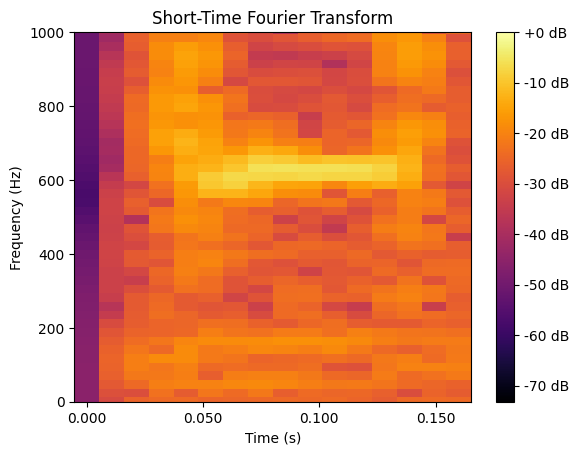 Short-Time Fourier Transform
1000
800
600
400
200
0
Frequency (Hz)
0.000
0.050
0.100
0.150
Time (s)
+0 dB
-10 dB
-20 dB
-30 dB
-40 dB
-50 dB
-60 dB
-70 dB